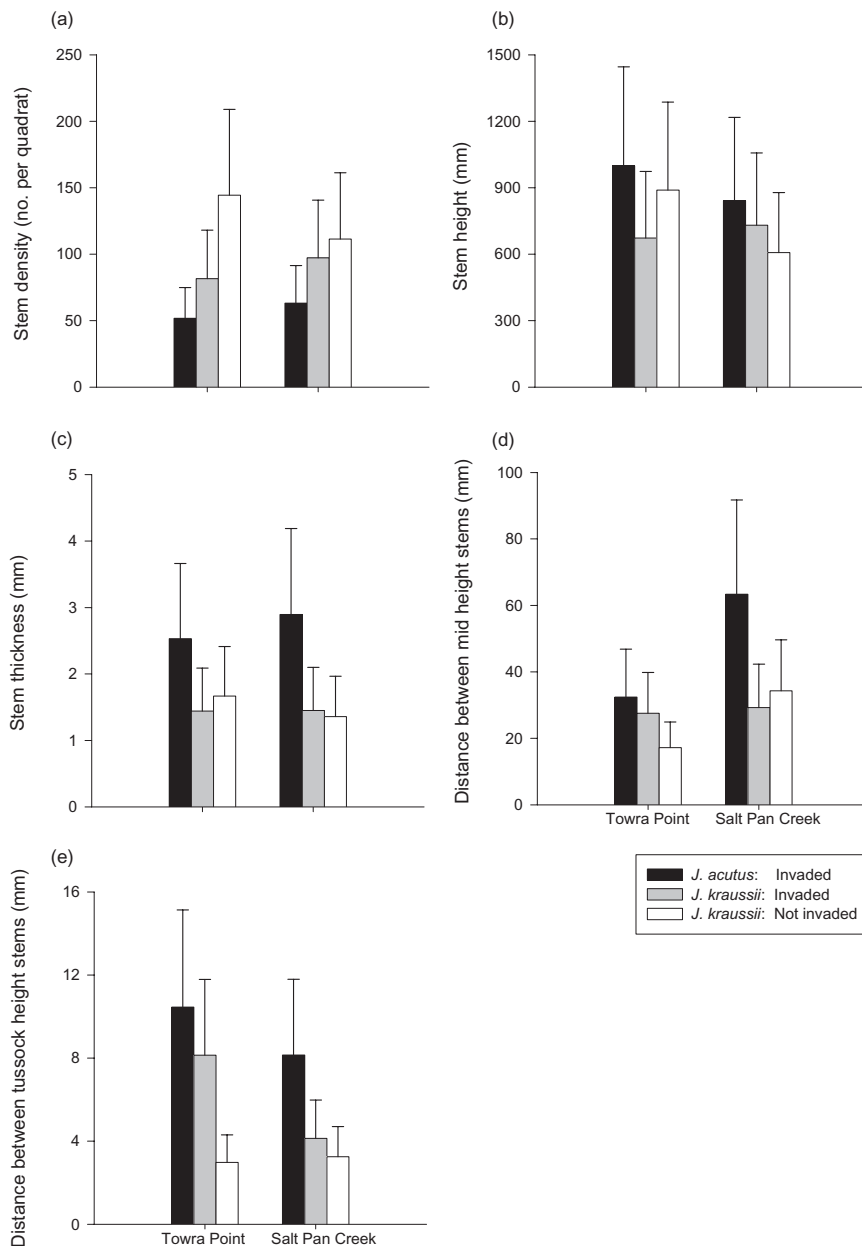 (a)
250
200
150
100
50
0
Stem density (no. per quadrat)
(b)
1500
1200
900
600
300
0
Stem height (mm)
(c)
5
4
3
2
1
0
Stem thickness (mm)
(d)
100
80
60
40
20
0
Distance between mid height stems (mm)
Towra Point Salt Pan Creek
(e)
16
12
8
4
0
Distance between tussock height stems (mm)
Towra Point Salt Pan Creek
J. acutus: Invaded
J. kraussii: Invaded
J. kraussii: Not invaded